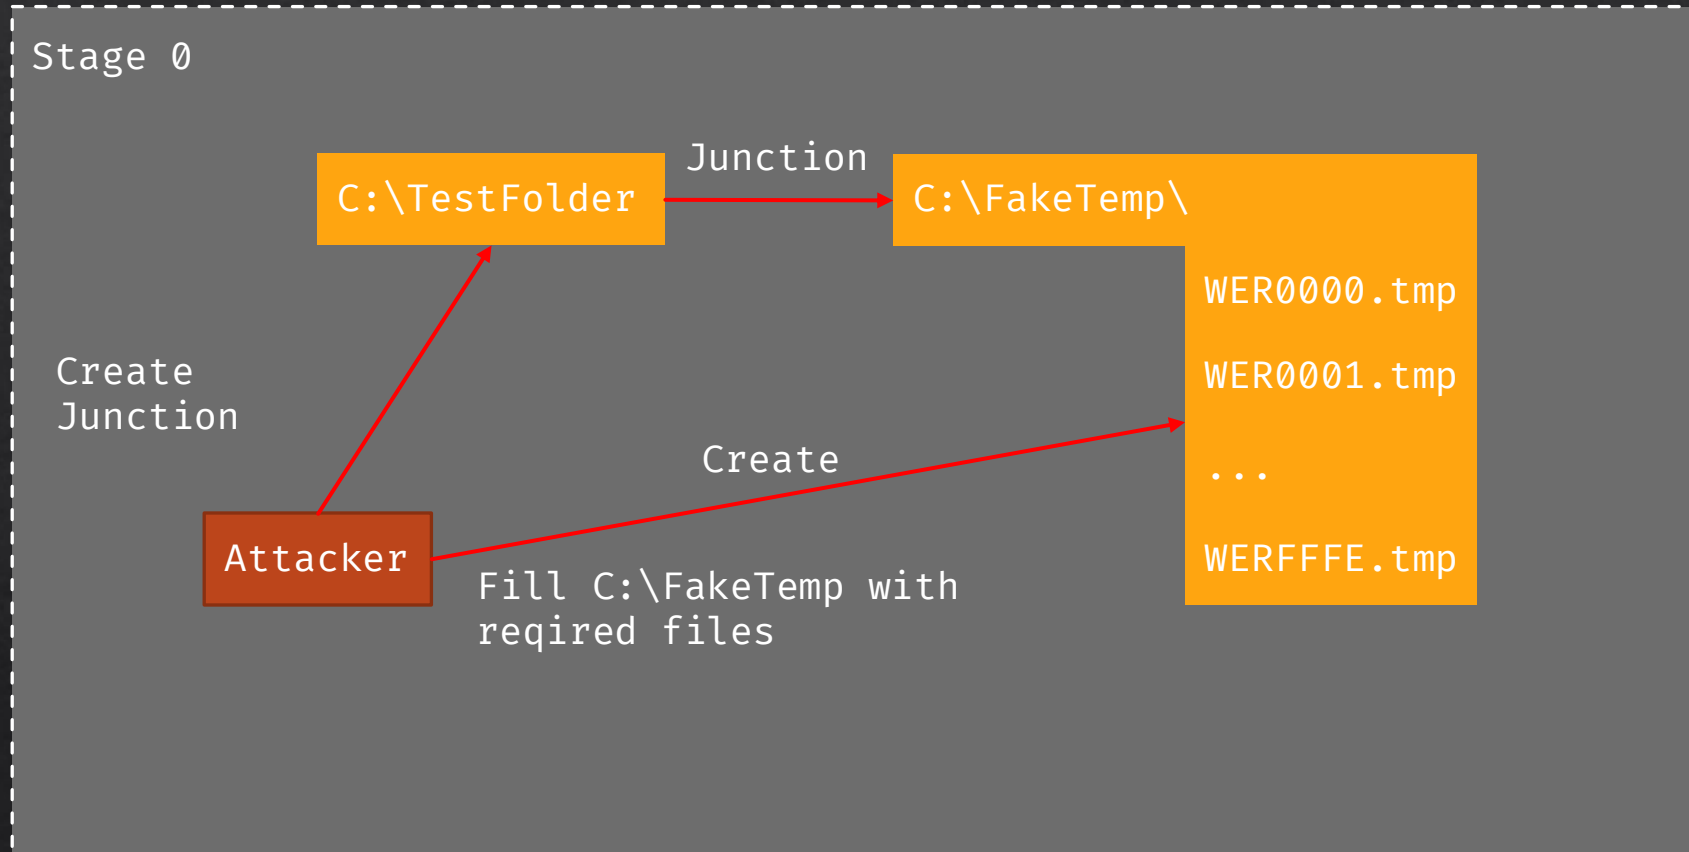 Stage 0
Junction
C:\TestFolder
C:\FakeTemp\
WER0000.tmp
Create
Junction
WER0001.tmp
Create
...
Attacker
WERFFFE.tmp
Fill C:\FakeTemp with
reqired files